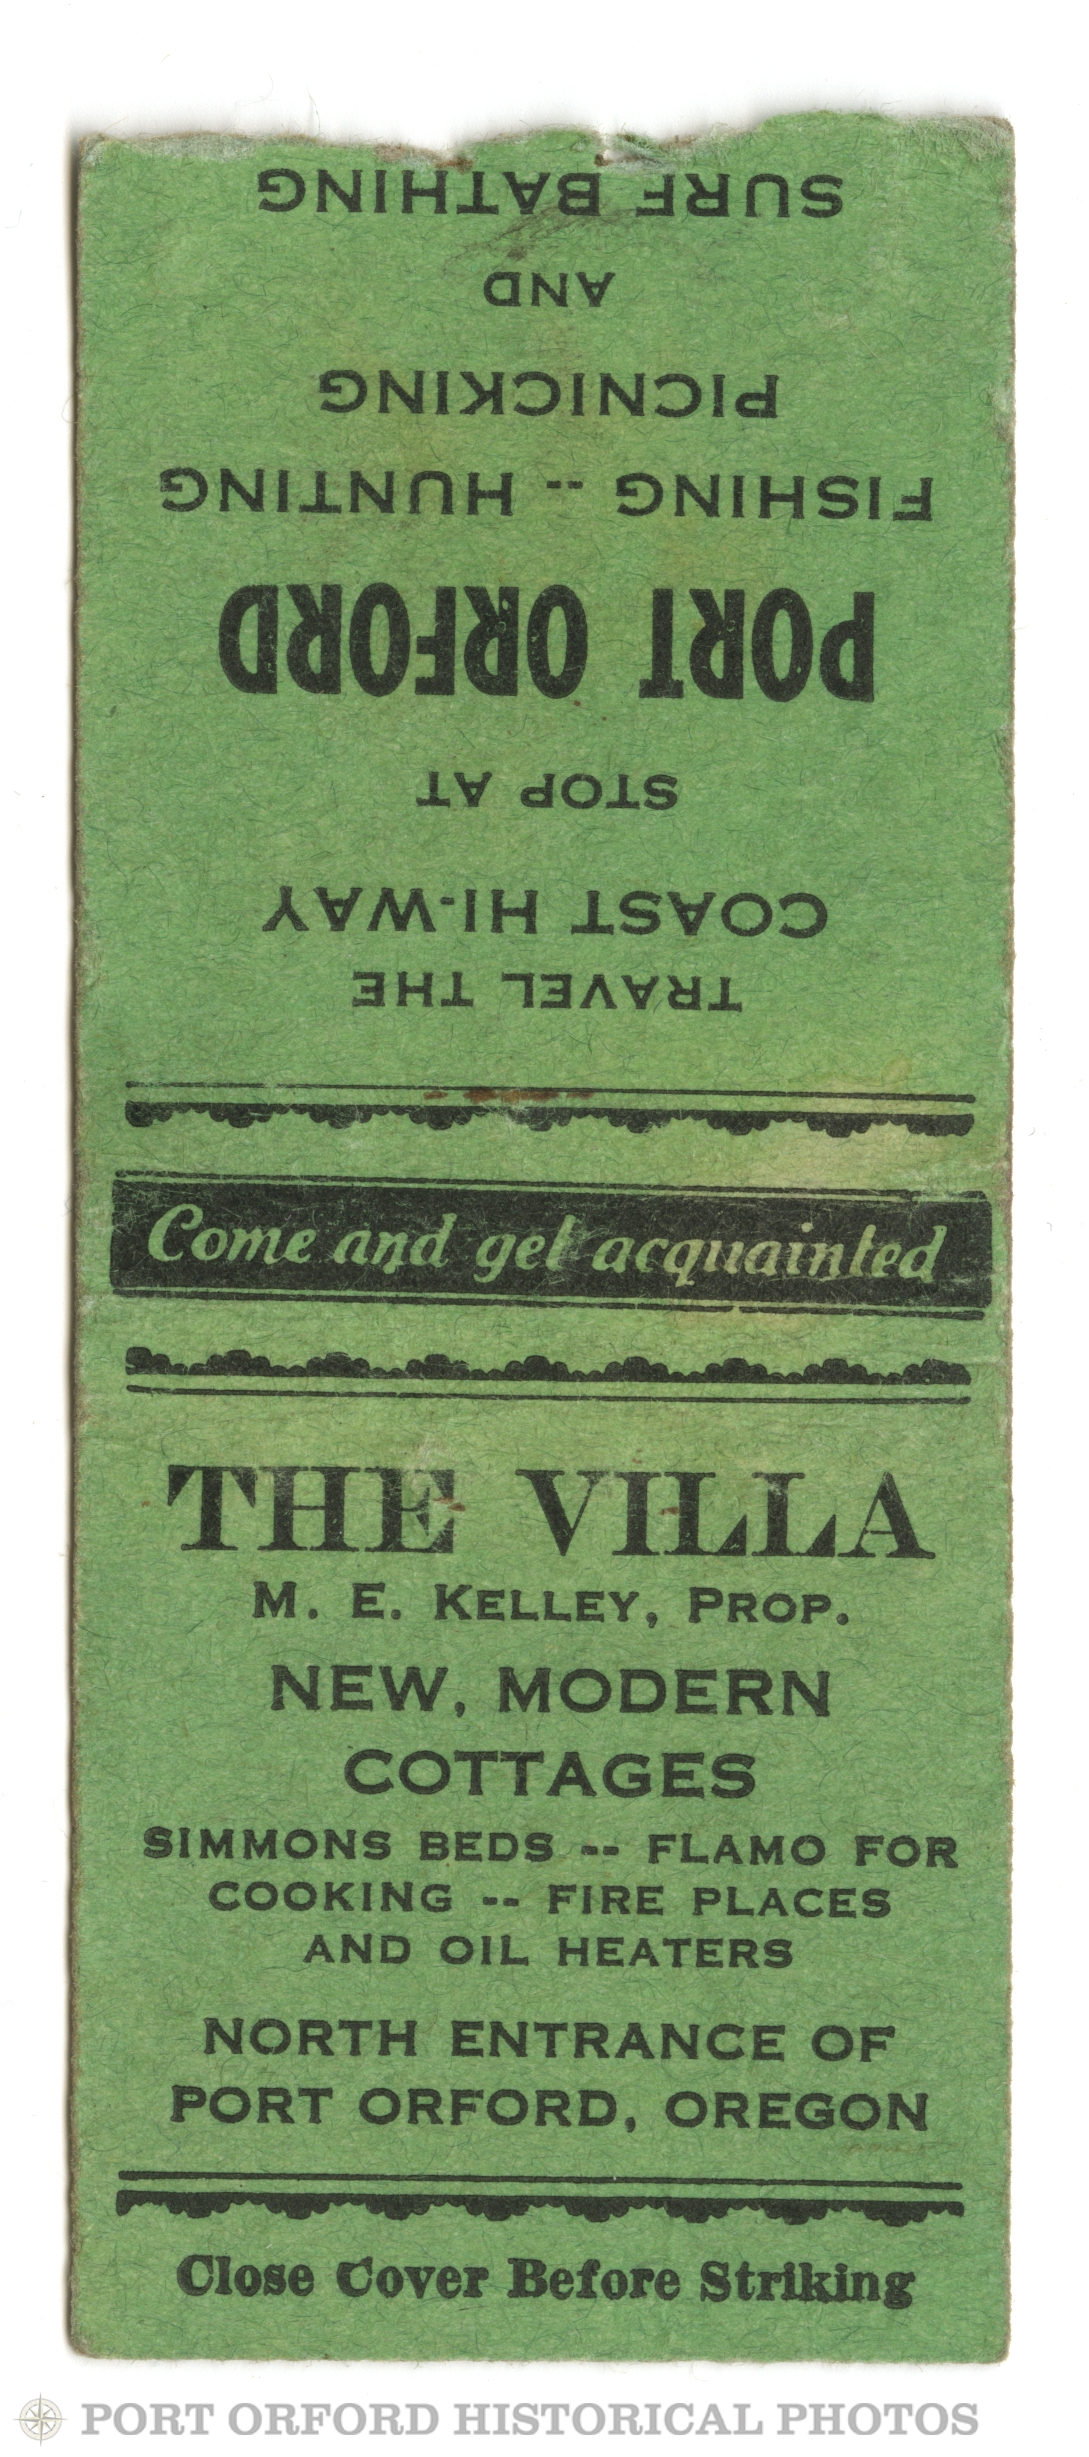 TRAVEL THE
COAST HI-WAY
STOP AT
PORT ORFORD
FISHING -- HUNTING
PICNICKING
AND
SURF BATHING
Come and get acquainted
THE VILLA
M. E. KELLEY, PROP.
NEW, MODERN
COTTAGES
SIMMONS BEDS -- FLAMO FOR
COOKING -- FIRE PLACES
AND OIL HEATERS
NORTH ENTRANCE OF
PORT ORFORD, OREGON
Close Cover Before Striking
PORT ORFORD HISTORICAL PHOTOS